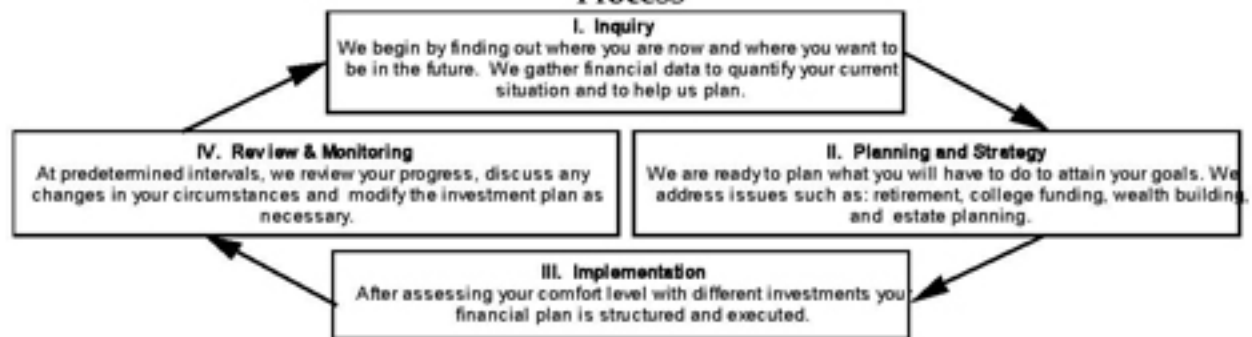 Process
I. Inquiry
We begin by finding out where you are now and where you want to
be in the future. We gather financial data to quantify your current
situation and to help us plan.
IV. Review & Monitoring
At predetermined intervals, we review your progress, discuss any
changes in your circumstances and modify the investment plan as
necessary.
II. Planning and Strategy
We are ready to plan what you will have to do to attain your goals. We
address issues such as: retirement, college funding, wealth building,
and estate planning.
III. Implementation
After assessing your comfort level with different investments you
financial plan is structured and executed.